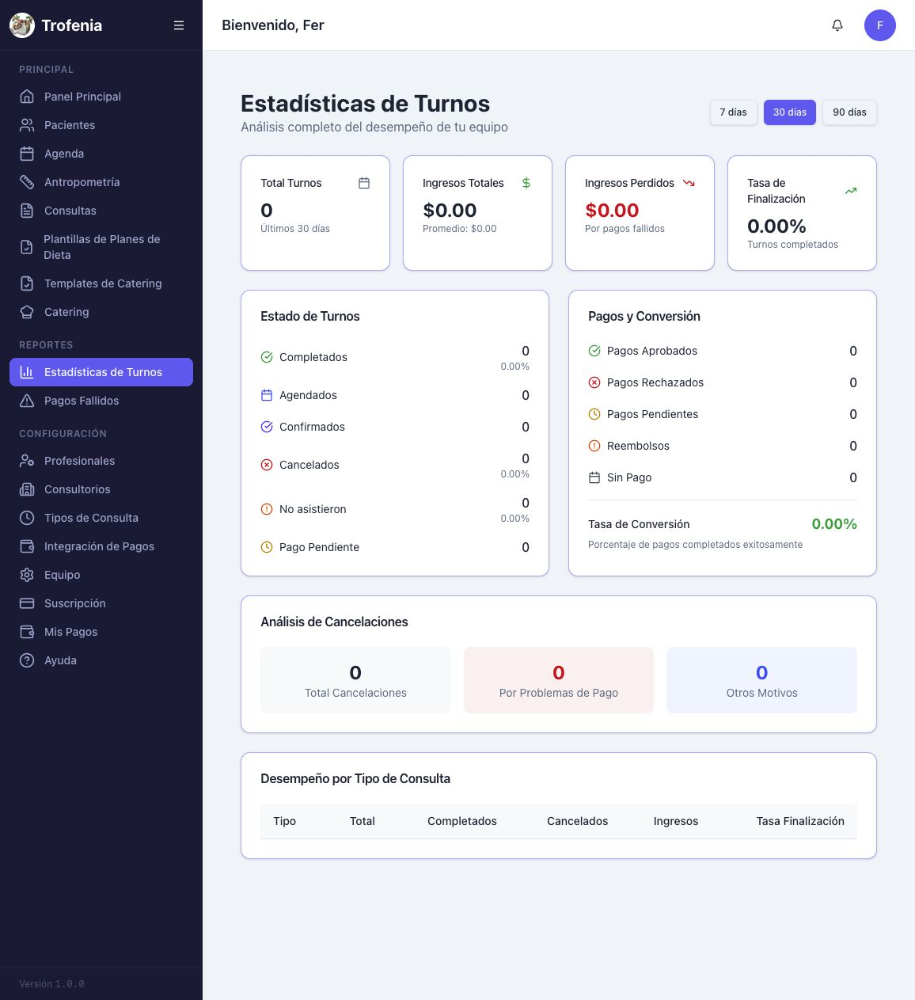 Trofenia
PRINCIPAL
Panel Principal
Pacientes
Agenda
Antropometría
Consultas
Plantillas de Planes de
Dieta
Templates de Catering
Catering
REPORTES
Estadísticas de Turnos
Pagos Fallidos
CONFIGURACIÓN
Profesionales
Consultorios
Tipos de Consulta
Integración de Pagos
Equipo
Suscripción
Mis Pagos
Ayuda
Versión 1.0.0
Bienvenido, Fer
F
Estadísticas de Turnos
Análisis completo del desempeño de tu equipo
7 días
30 días
90 días
Total Turnos
0
Últimos 30 días
Ingresos Totales
$0.00
Promedio: $0.00
Ingresos Perdidos
$0.00
Por pagos fallidos
Tasa de
Finalización
0.00%
Turnos completados
Estado de Turnos
Completados 0
0.00%
Agendados 0
Confirmados 0
Cancelados 0
0.00%
No asistieron 0
0.00%
Pago Pendiente 0
Pagos y Conversión
Pagos Aprobados 0
Pagos Rechazados 0
Pagos Pendientes 0
Reembolsos 0
Sin Pago 0
Tasa de Conversión 0.00%
Porcentaje de pagos completados exitosamente
Análisis de Cancelaciones
0
Total Cancelaciones
0
Por Problemas de Pago
0
Otros Motivos
Desempeño por Tipo de Consulta
Tipo Total Completados Cancelados Ingresos Tasa Finalización